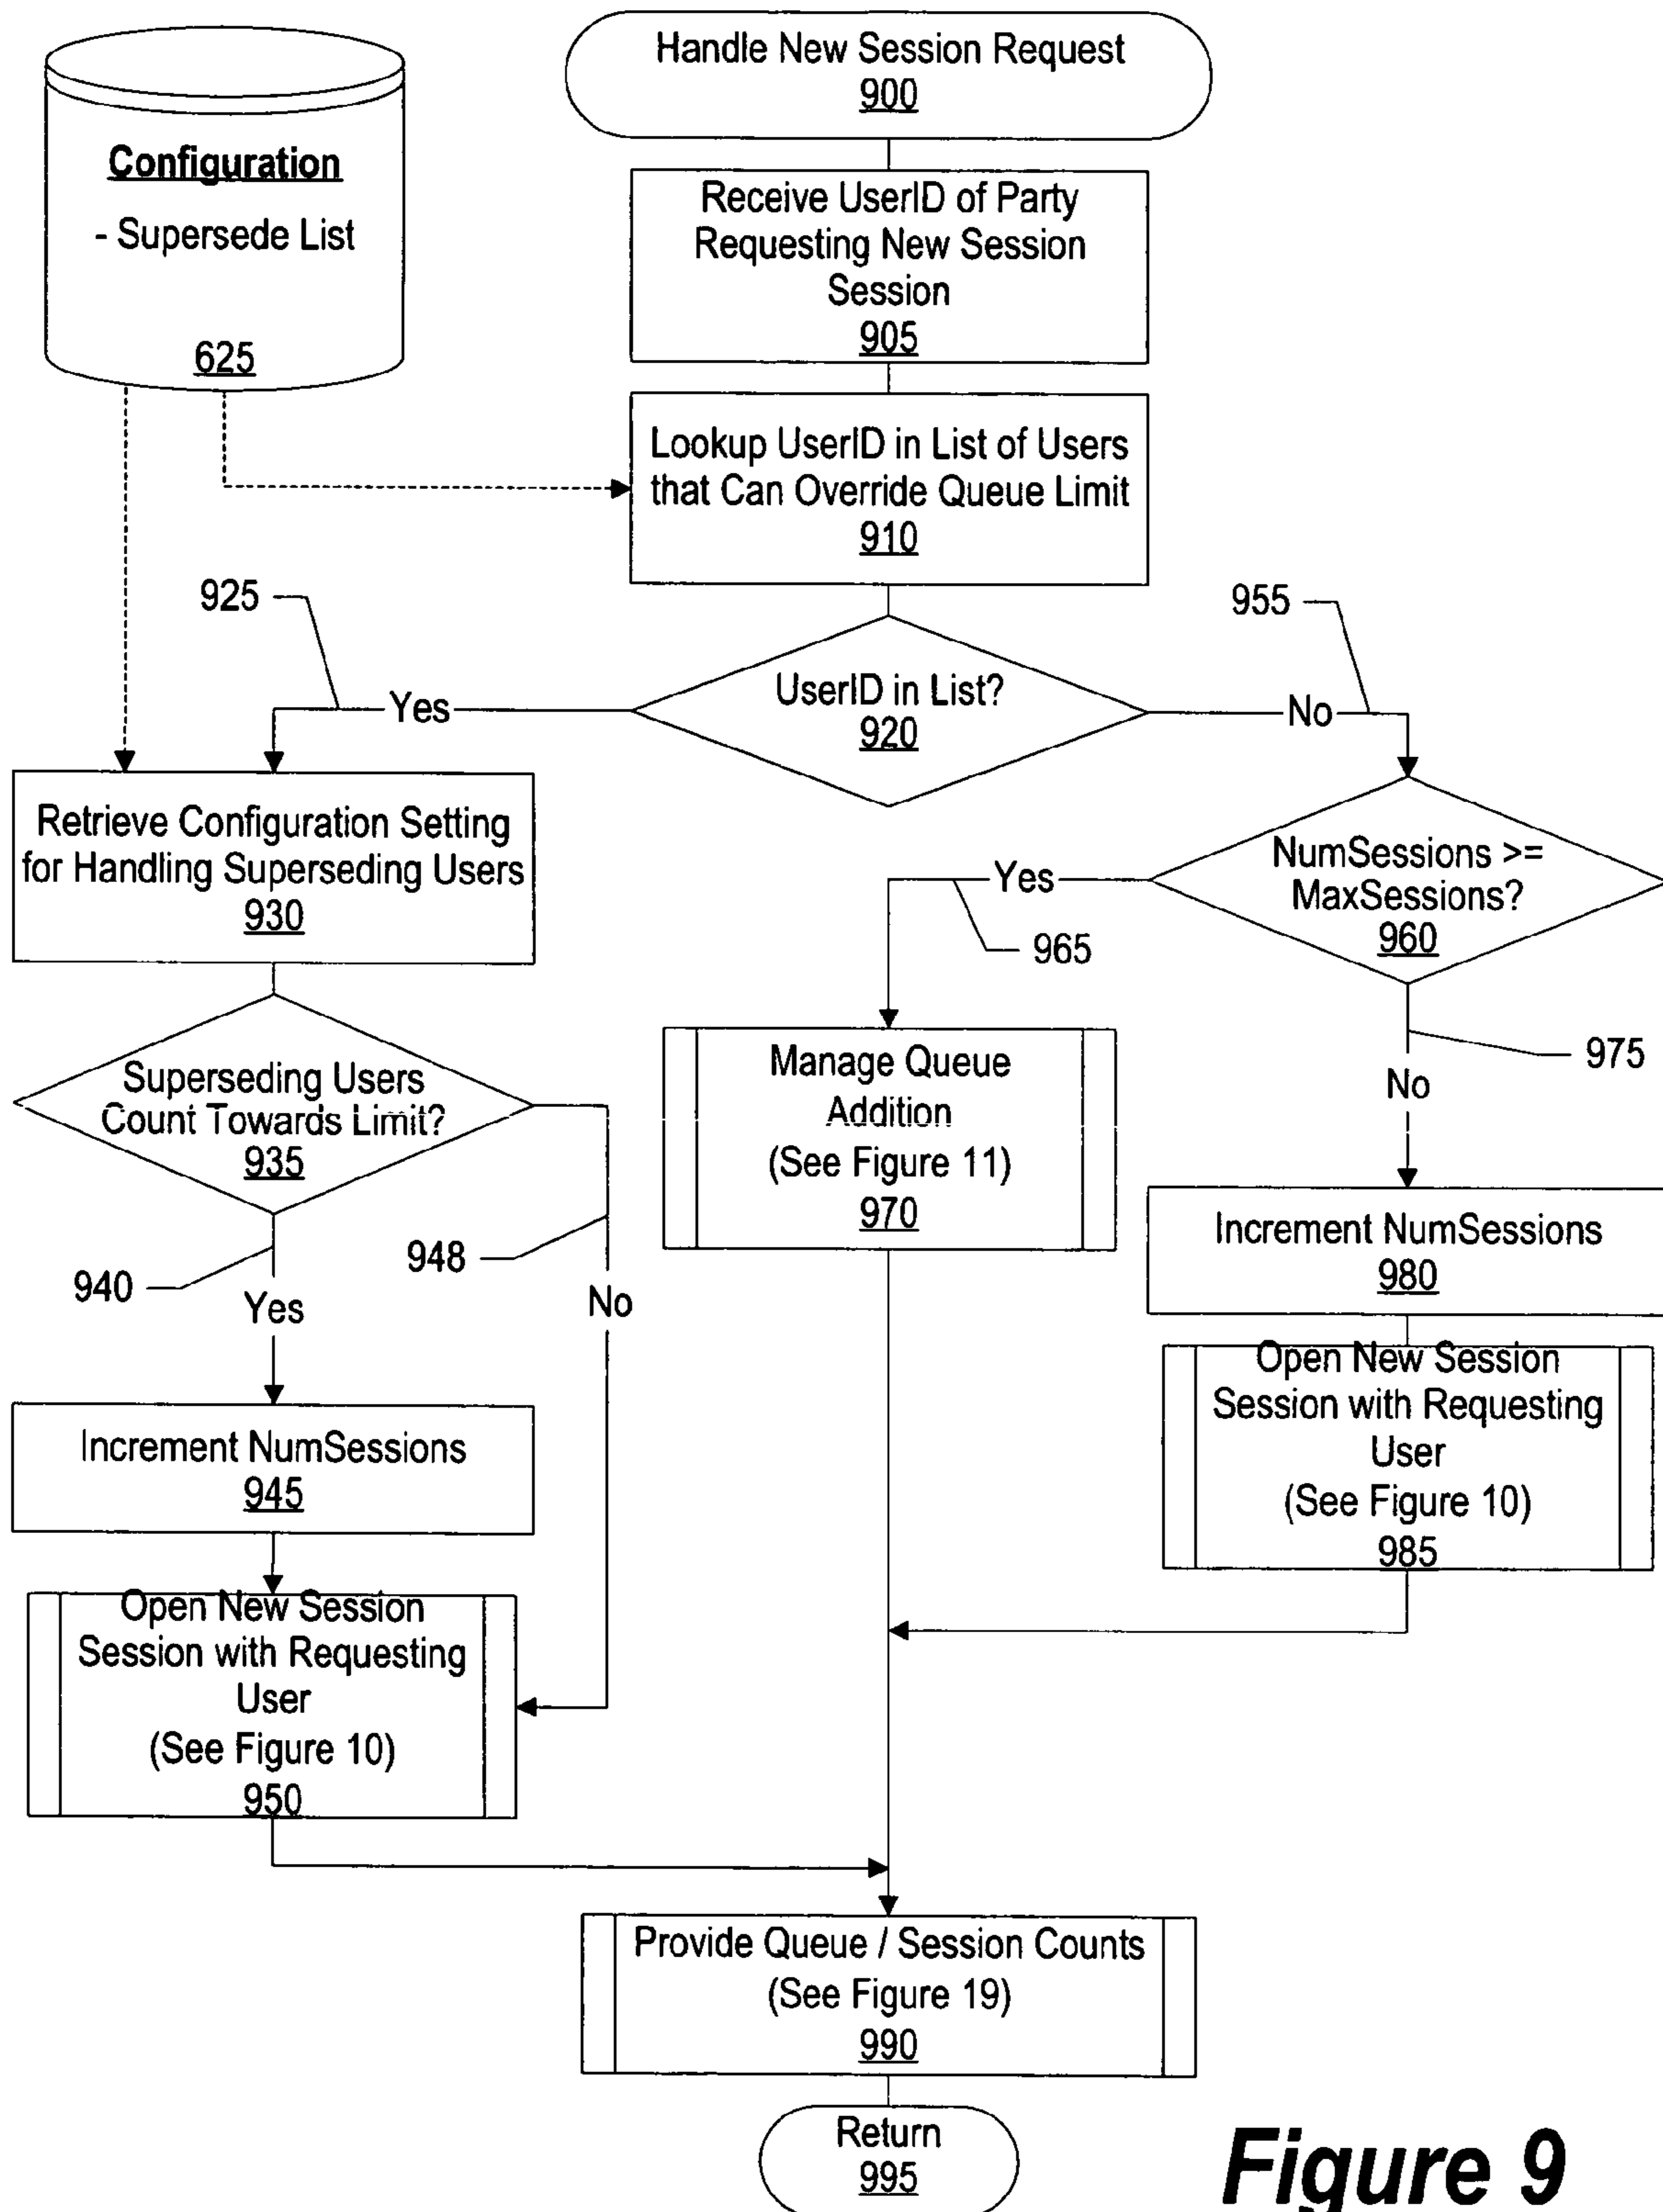 Handle New Session Request
900
Configuration
- Supersede List
625
Receive UserID of Party
Requesting New Session
Session
905
Lookup UserID in List of Users
that Can Override Queue Limit
910
925
955
UserID in List?
920
Yes
No
Retrieve Configuration Setting
for Handling Superseding Users
930
NumSessions >=
MaxSessions?
960
Yes
965
975
No
Superseding Users
Count Towards Limit?
935
Manage Queue
Addition
(See Figure 11)
970
940
Yes
948
No
Increment NumSessions
980
Open New Session
Session with Requesting
User
(See Figure 10)
985
Increment NumSessions
945
Open New Session
Session with Requesting
User
(See Figure 10)
950
Provide Queue / Session Counts
(See Figure 19)
990
Return
995
Figure 9